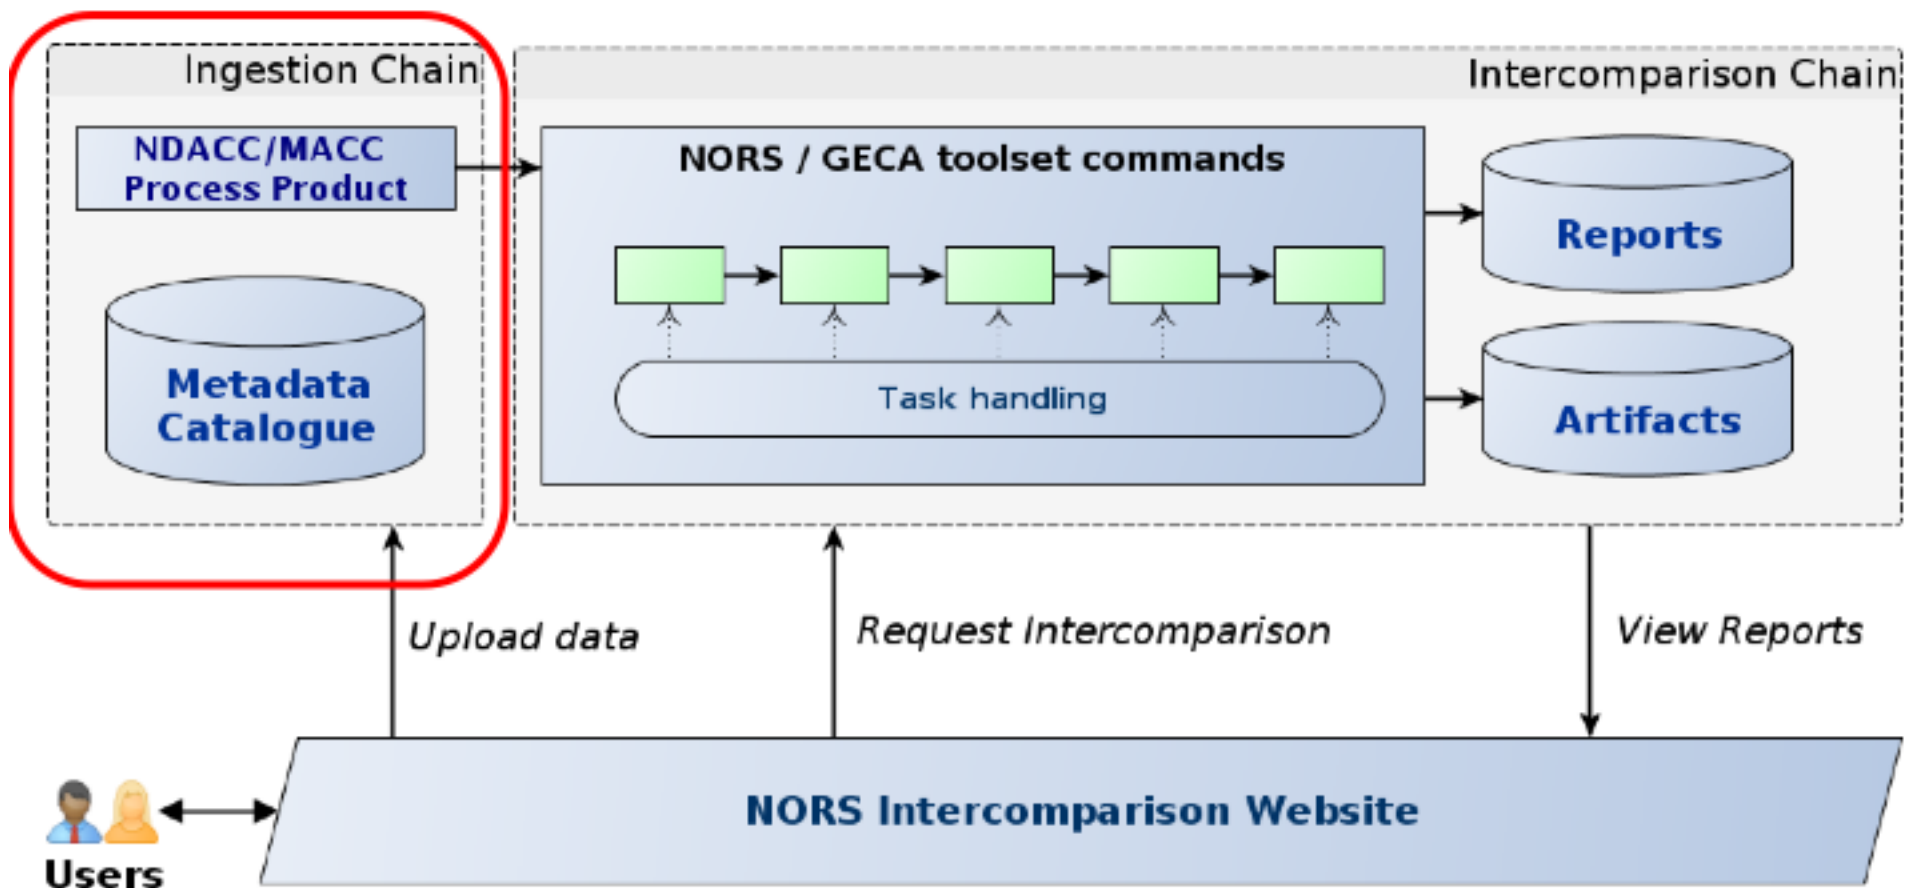 Ingestion Chain
Intercomparison Chain
NDACC/MACC
Process Product
NORS / GECA toolset commands
Reports
Metadata
Catalogue
Task handling
Artifacts
Upload data
Request Intercomparison
View Reports
NORS Intercomparison Website
Users